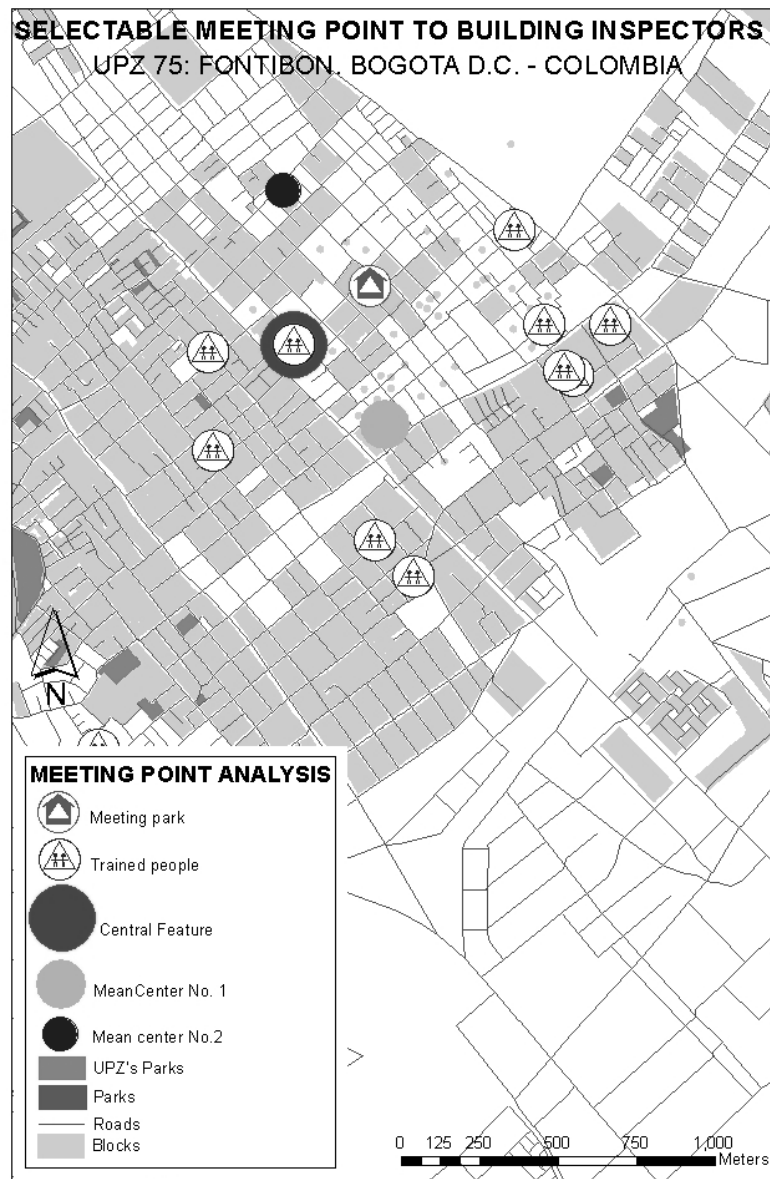 SELECTABLE MEETING POINT TO BUILDING INSPECTORS
UPZ 75: FONTIBON. BOGOTA D.C. - COLOMBIA
N
MEETING POINT ANALYSIS
Meeting park
Trained people
Central Feature
MeanCenter No. 1
Mean center No.2
UPZ's Parks
Parks
Roads
Blocks
0 125 250 500 750 1,000
Meters